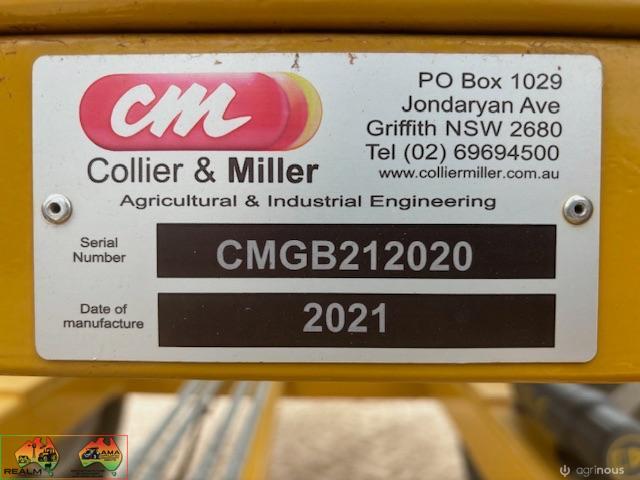 cm
PO Box 1029
Jondaryan Ave
Griffith NSW 2680
Tel (02) 69694500
www.colliermiller.com.au
Collier & Miller
Agricultural & Industrial Engineering
Serial
Number
CMGB212020
Date of
manufacture
2021
REALM
AMA
agrinous